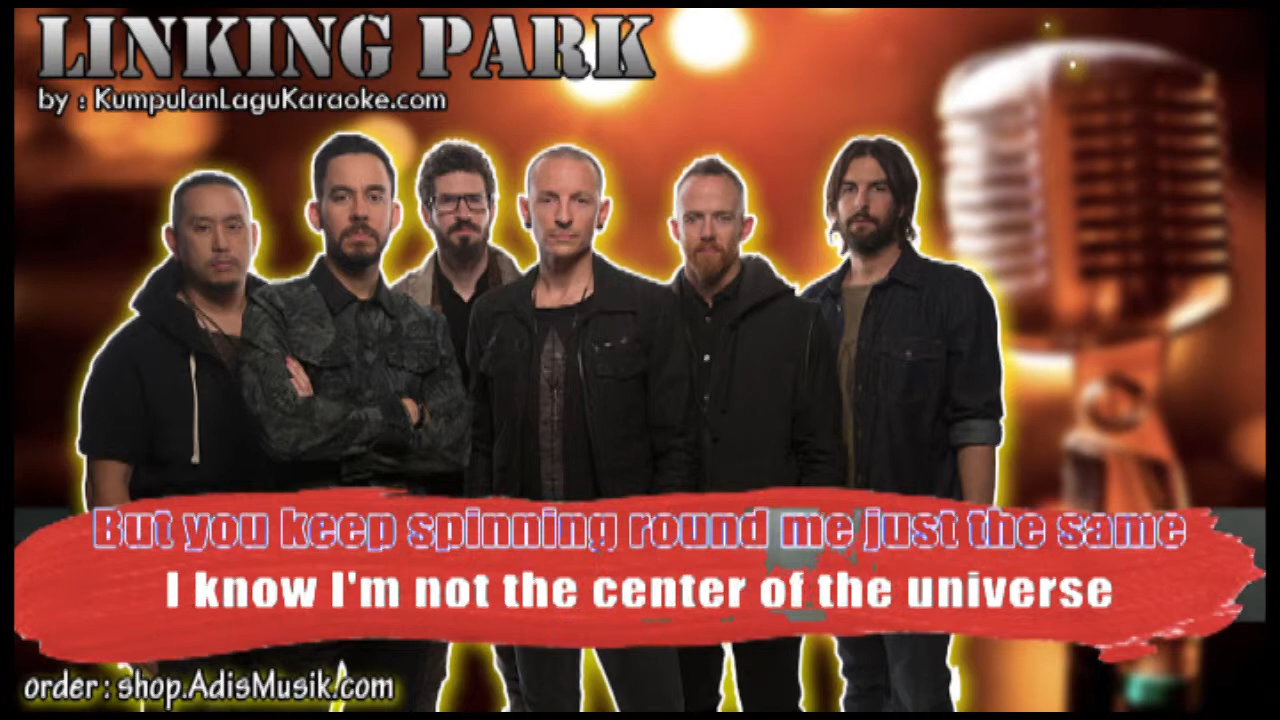 LINKING PARK
by : KumpulanLaguKaraoke.com
But you keep spinning round me just the same
I know I'm not the center of the universe
order : shop.AdisMusik.com